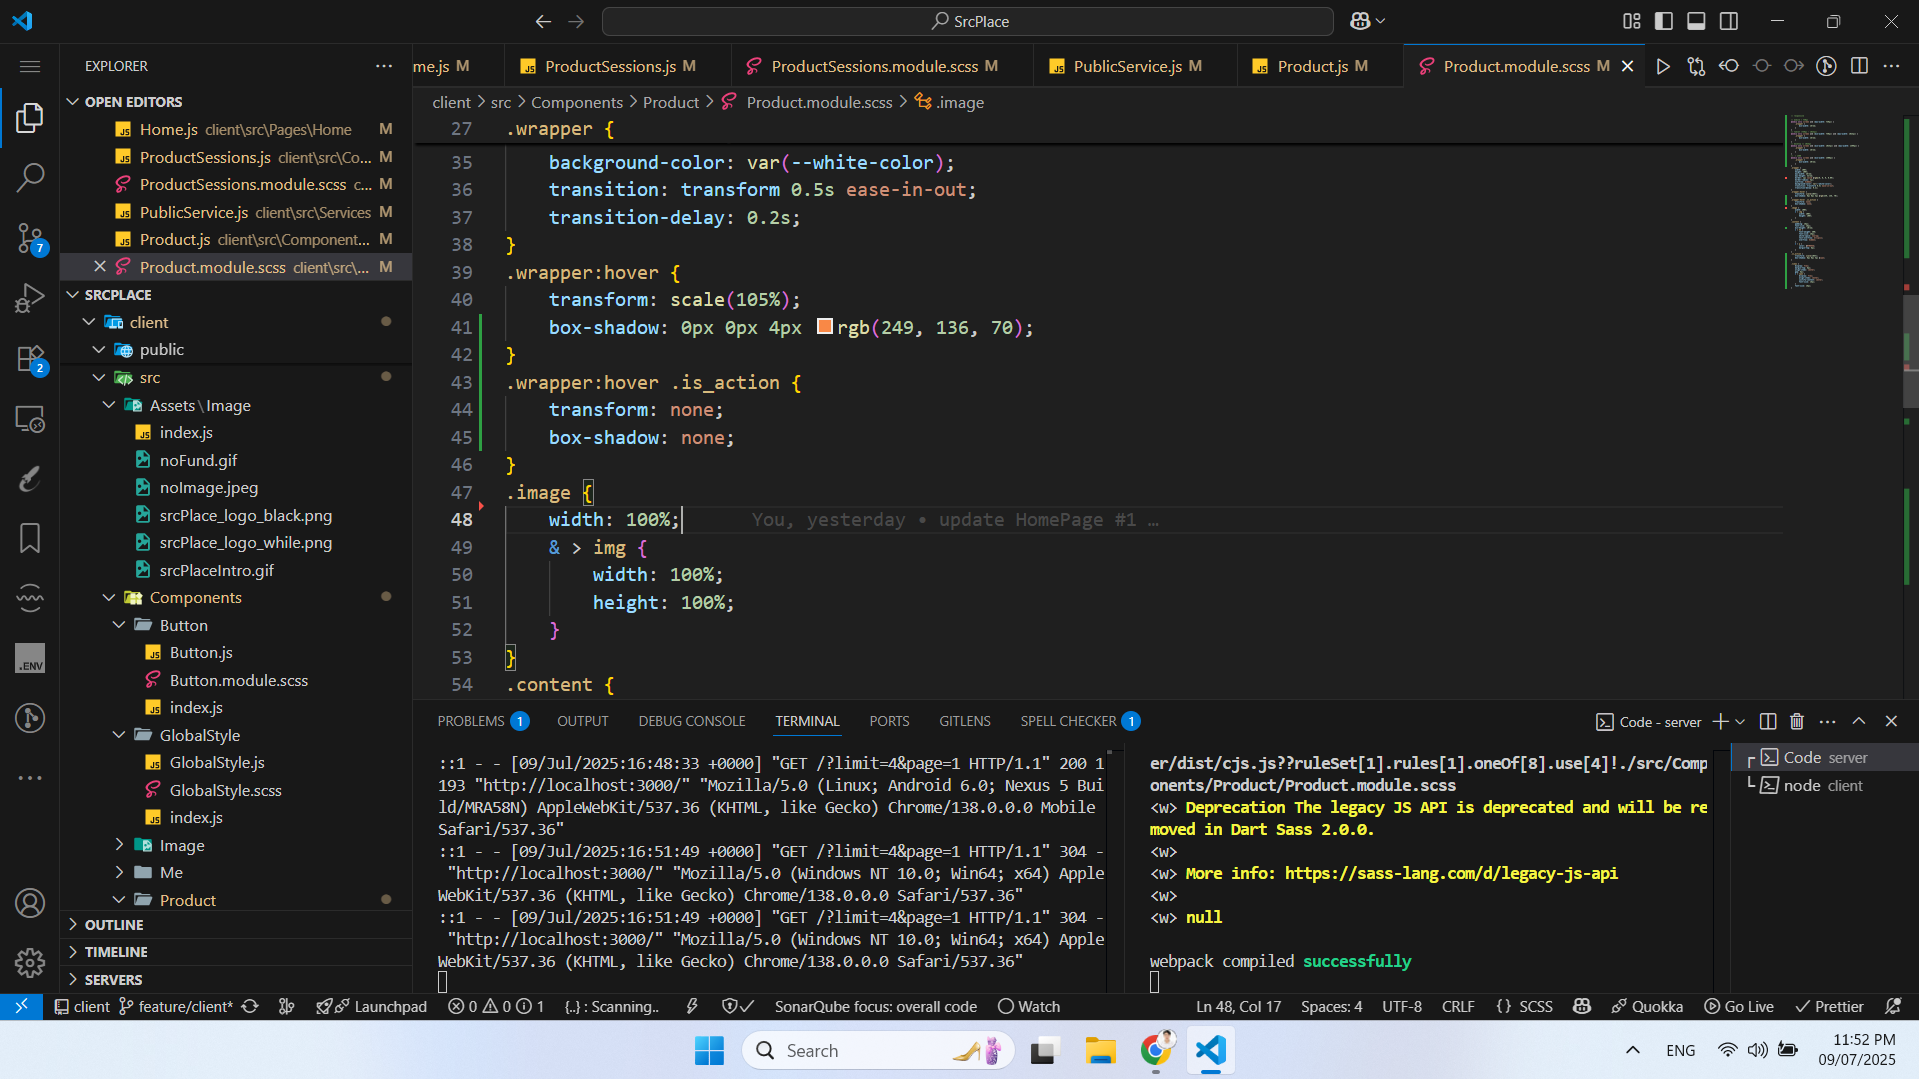 SrcPlace
EXPLORER
OPEN EDITORS
Home.js client\src\Pages\Home M
ProductSessions.js client\src\Co... M
ProductSessions.module.scss c... M
PublicService.js client\src\Services M
Product.js client\src\Component... M
Product.module.scss client\src\... M
SRCPLACE
client
public
src
Assets\Image
index.js
noFund.gif
noImage.jpeg
srcPlace_logo_black.png
srcPlace_logo_while.png
srcPlaceIntro.gif
Components
Button
Button.js
Button.module.scss
index.js
GlobalStyle
GlobalStyle.js
GlobalStyle.scss
index.js
Image
Me
Product
OUTLINE
TIMELINE
SERVERS
7
2
.ENV
me.js M
ProductSessions.js M
ProductSessions.module.scss M
PublicService.js M
Product.js M
Product.module.scss M
client > src > Components > Product > Product.module.scss > .image
27 .wrapper {
35 background-color: var(--white-color);
36 transition: transform 0.5s ease-in-out;
37 transition-delay: 0.2s;
38 }
39 .wrapper:hover {
40 transform: scale(105%);
41 box-shadow: 0px 0px 4px rgb(249, 136, 70);
42 }
43 .wrapper:hover .is_action {
44 transform: none;
45 box-shadow: none;
46 }
47 .image {
48 width: 100%; You, yesterday • update HomePage #1 …
49 & > img {
50 width: 100%;
51 height: 100%;
52 }
53 }
54 .content {
PROBLEMS 1 OUTPUT DEBUG CONSOLE TERMINAL PORTS GITLENS SPELL CHECKER 1
Code - server
::1 - - [09/Jul/2025:16:48:33 +0000] "GET /?limit=4&page=1 HTTP/1.1" 200 1
193 "http://localhost:3000/" "Mozilla/5.0 (Linux; Android 6.0; Nexus 5 Bui
ld/MRA58N) AppleWebKit/537.36 (KHTML, like Gecko) Chrome/138.0.0.0 Mobile
Safari/537.36"
::1 - - [09/Jul/2025:16:51:49 +0000] "GET /?limit=4&page=1 HTTP/1.1" 304 -
"http://localhost:3000/" "Mozilla/5.0 (Windows NT 10.0; Win64; x64) Apple
WebKit/537.36 (KHTML, like Gecko) Chrome/138.0.0.0 Safari/537.36"
::1 - - [09/Jul/2025:16:51:49 +0000] "GET /?limit=4&page=1 HTTP/1.1" 304 -
"http://localhost:3000/" "Mozilla/5.0 (Windows NT 10.0; Win64; x64) Apple
WebKit/537.36 (KHTML, like Gecko) Chrome/138.0.0.0 Safari/537.36"
er/dist/cjs.js??ruleSet[1].rules[1].oneOf[8].use[4]!./src/Comp
onents/Product/Product.module.scss
<w> Deprecation The legacy JS API is deprecated and will be re
moved in Dart Sass 2.0.0.
<w>
<w> More info: https://sass-lang.com/d/legacy-js-api
<w>
<w> null
webpack compiled successfully
Code server
node client
client feature/client* Launchpad 0 0 1 {..} : Scanning.. SonarQube focus: overall code Watch Ln 48, Col 17 Spaces: 4 UTF-8 CRLF {} SCSS Quokka Go Live Prettier
Search
ENG
11:52 PM
09/07/2025